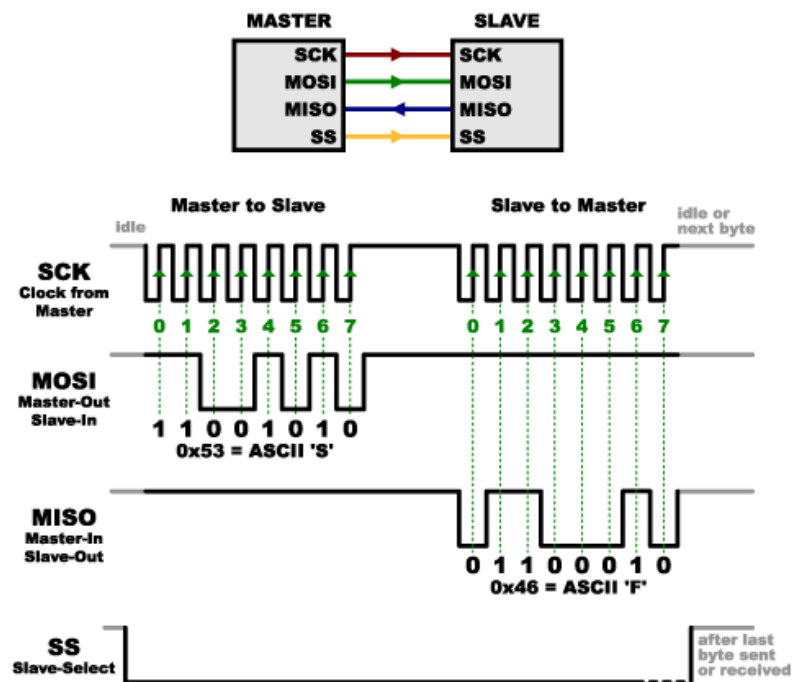 MASTER SLAVE
SCK SCK
MOSI MOSI
MISO MISO
SS SS
Master to Slave Slave to Master
idle
idle or
next byte
SCK
Clock from
Master
0 1 2 3 4 5 6 7 0 1 2 3 4 5 6 7
MOSI
Master-Out
Slave-In
1 1 0 0 1 0 1 0
0x53 = ASCII 'S'
MISO
Master-In
Slave-Out
0 1 1 0 0 0 1 0
0x46 = ASCII 'F'
SS
Slave-Select
after last
byte sent
or received